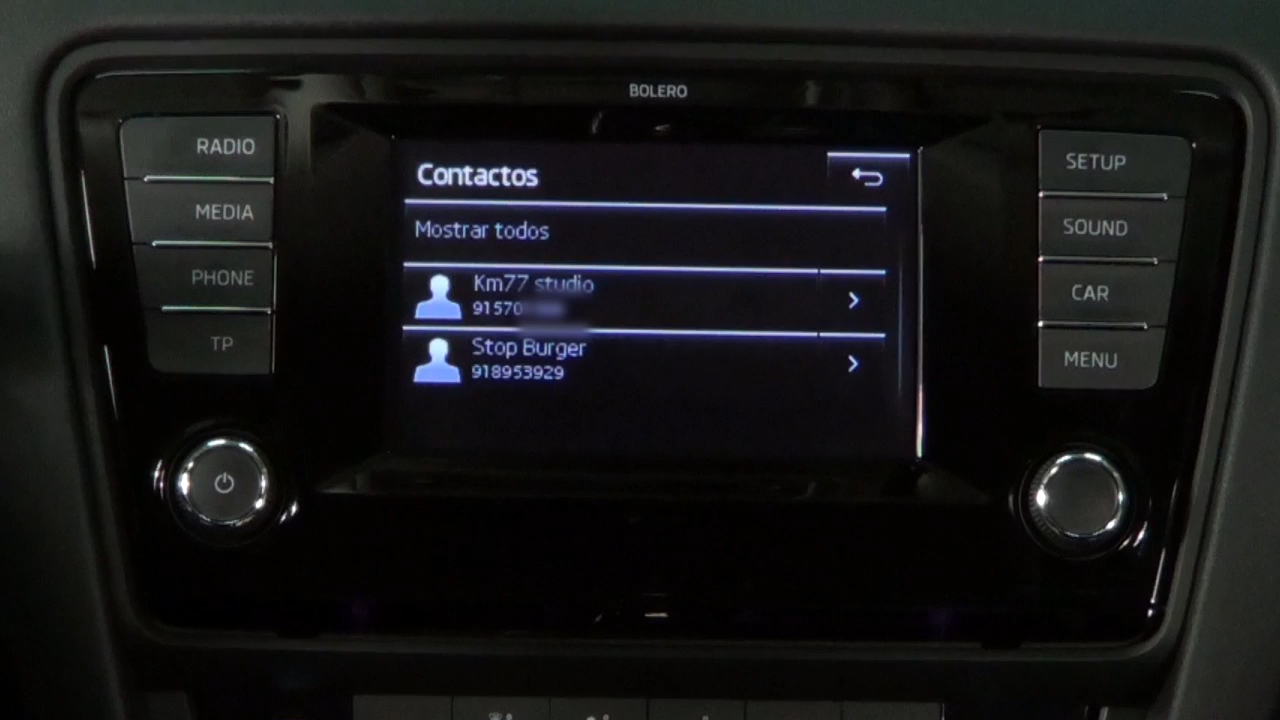 BOLERO
RADIO
MEDIA
PHONE
TP
Contactos
Mostrar todos
Km77 studio
91570
Stop Burger
918953929
SETUP
SOUND
CAR
MENU